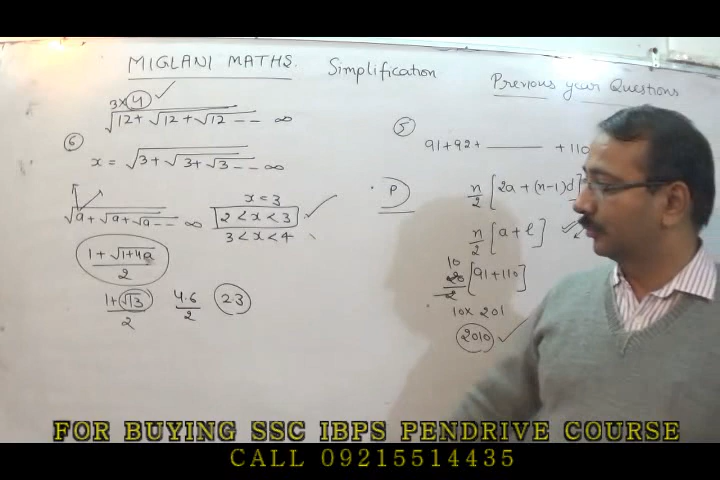 MIGLANI MATHS. Simplification Previous year Questions
3×4 ✓
√12+ √12 + √12 -- ∞
⑥
x = √3+ √3+ √3 -- ∞
√a + √a + √a -- ∞
x = 3
2 < x < 3 ✓
3 < x < 4
1 + √1+4a / 2
1+√13 / 2 4.6 / 2 23
⑤
91+92+ ——— + 110
P
n/2 [2a + (n-1)d]
n/2 [a + l] ✓
10
20/2 [91+110]
10× 201
2010 ✓
FOR BUYING SSC IBPS PENDRIVE COURSE
CALL 09215514435